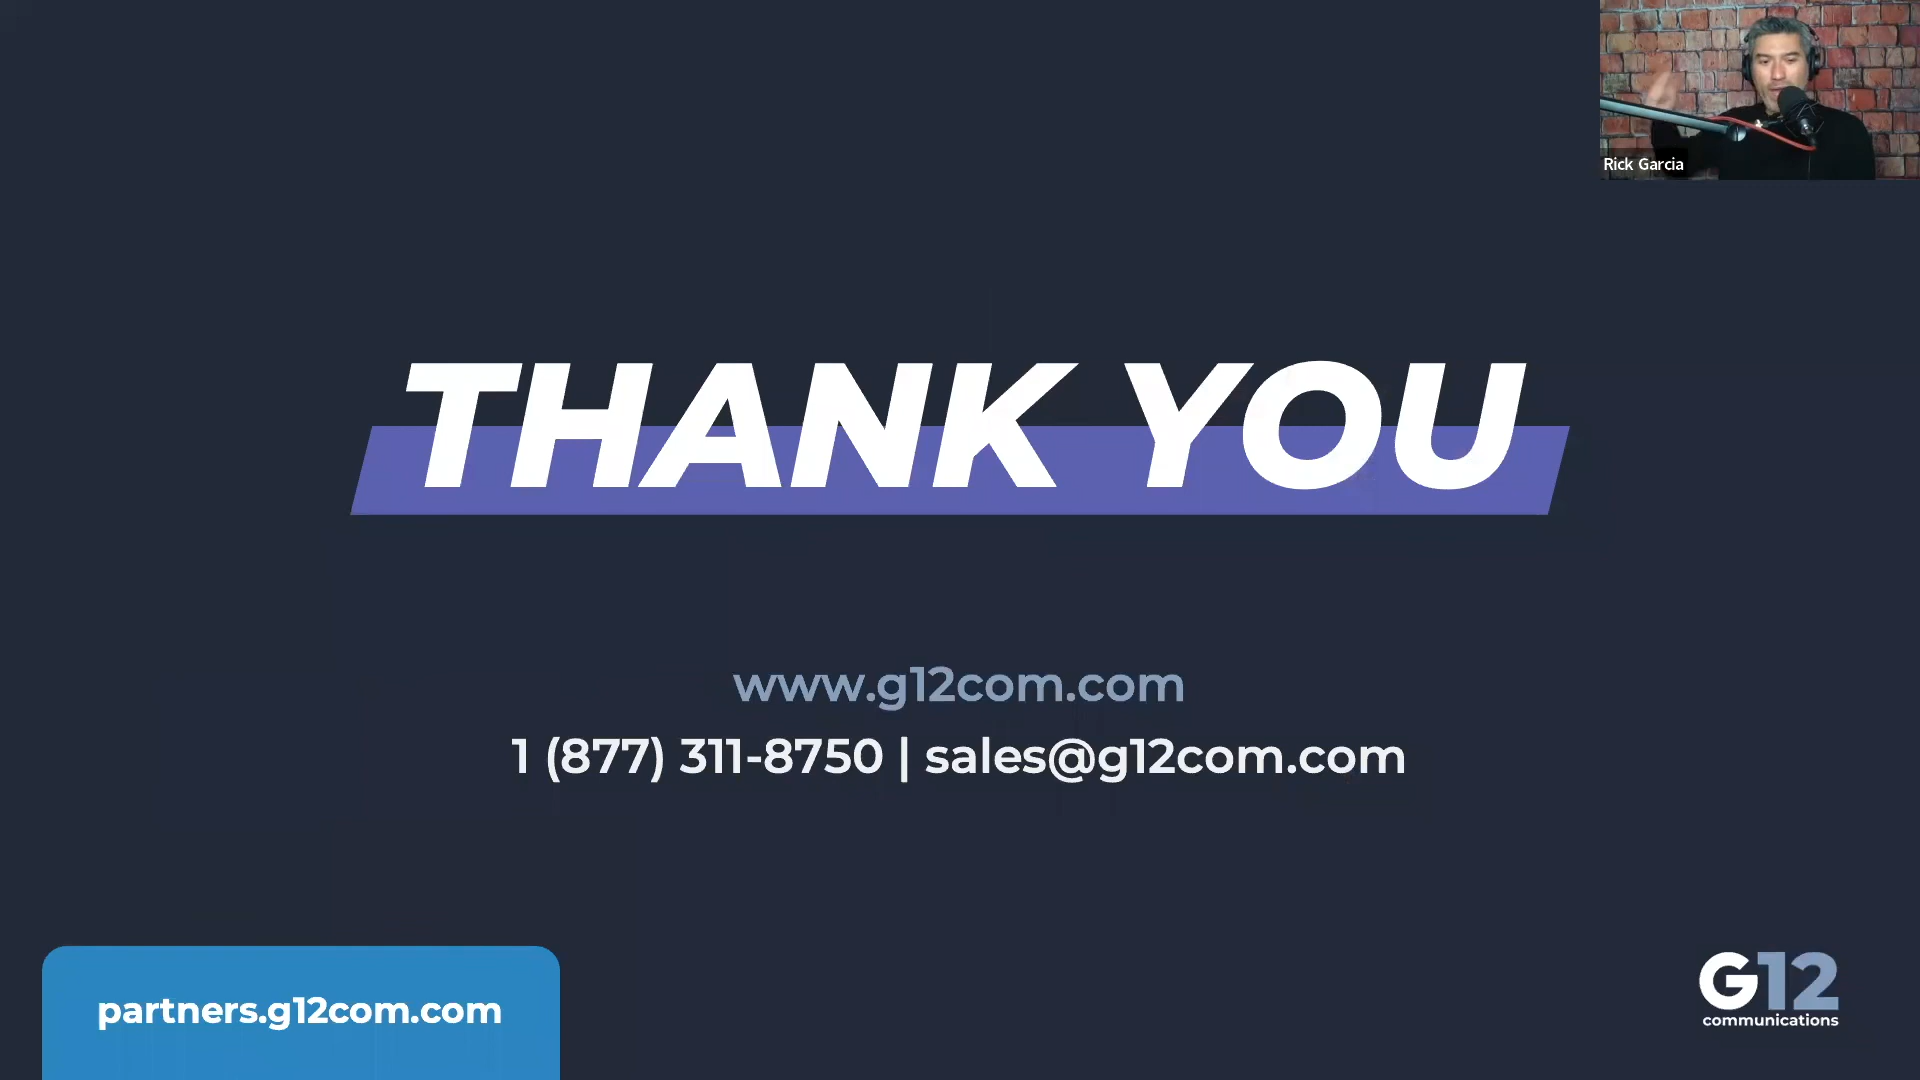 Rick Garcia
THANK YOU
www.g12com.com
1 (877) 311-8750 | sales@g12com.com
partners.g12com.com
G12
communications